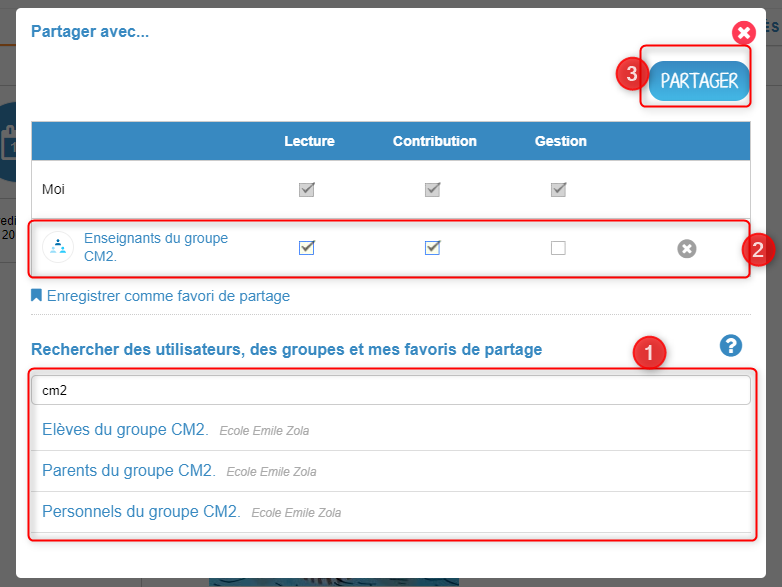 Partager avec...
3
PARTAGER
Lecture Contribution Gestion
Moi
Enseignants du groupe
CM2.
2
Enregistrer comme favori de partage
Rechercher des utilisateurs, des groupes et mes favoris de partage
?
1
cm2
Elèves du groupe CM2. Ecole Emile Zola
Parents du groupe CM2. Ecole Emile Zola
Personnels du groupe CM2. Ecole Emile Zola